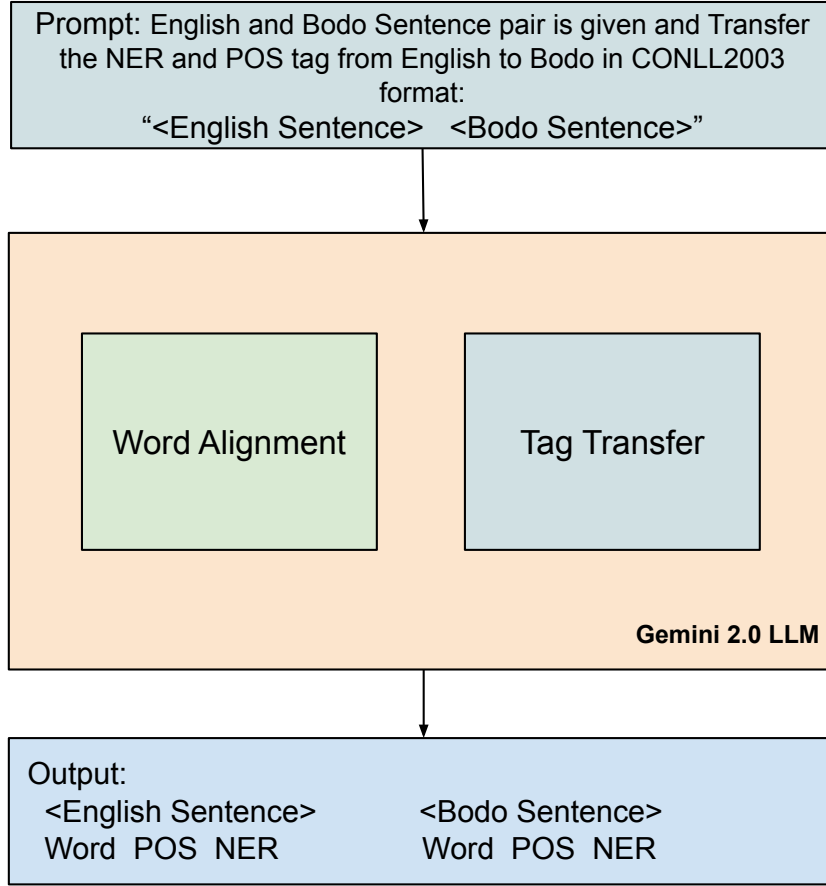 Prompt: English and Bodo Sentence pair is given and Transfer
the NER and POS tag from English to Bodo in CONLL2003
format:
“<English Sentence> <Bodo Sentence>”
Word Alignment
Tag Transfer
Gemini 2.0 LLM
Output:
<English Sentence> <Bodo Sentence>
Word POS NER Word POS NER